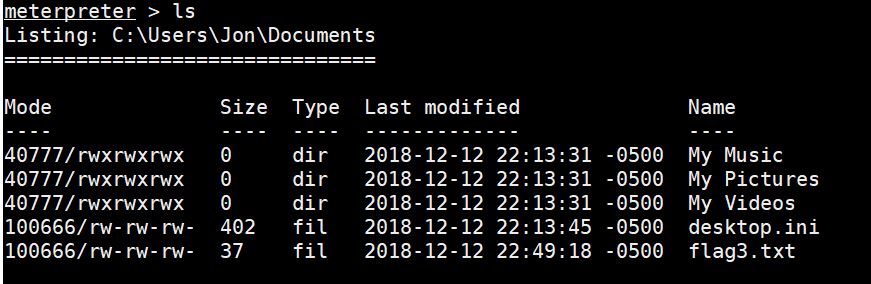 meterpreter > ls
Listing: C:\Users\Jon\Documents
===============================
Mode Size Type Last modified Name
---- ---- ---- ------------- ----
40777/rwxrwxrwx 0 dir 2018-12-12 22:13:31 -0500 My Music
40777/rwxrwxrwx 0 dir 2018-12-12 22:13:31 -0500 My Pictures
40777/rwxrwxrwx 0 dir 2018-12-12 22:13:31 -0500 My Videos
100666/rw-rw-rw- 402 fil 2018-12-12 22:13:45 -0500 desktop.ini
100666/rw-rw-rw- 37 fil 2018-12-12 22:49:18 -0500 flag3.txt